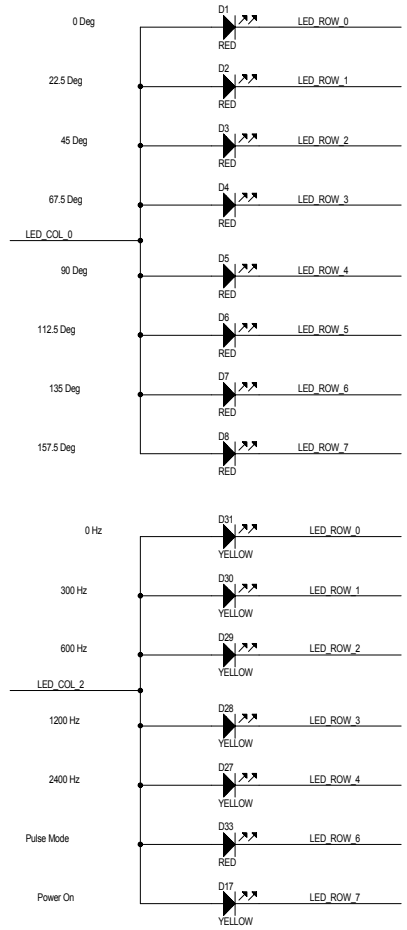 D1
0 Deg LED_ROW_0
RED
D2
22.5 Deg LED_ROW_1
RED
D3
45 Deg LED_ROW_2
RED
D4
67.5 Deg LED_ROW_3
RED
LED_COL_0
D5
90 Deg LED_ROW_4
RED
D6
112.5 Deg LED_ROW_5
RED
D7
135 Deg LED_ROW_6
RED
D8
157.5 Deg LED_ROW_7
RED
D31
0 Hz LED_ROW_0
YELLOW
D30
300 Hz LED_ROW_1
YELLOW
D29
600 Hz LED_ROW_2
YELLOW
LED_COL_2
D28
1200 Hz LED_ROW_3
YELLOW
D27
2400 Hz LED_ROW_4
YELLOW
D33
Pulse Mode LED_ROW_6
RED
D17
Power On LED_ROW_7
YELLOW